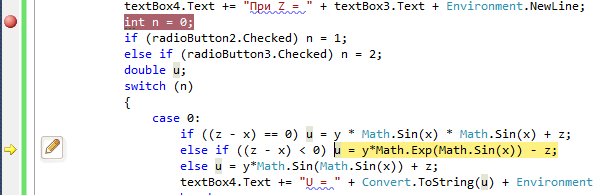 textBox4.Text += "При Z = " + textBox3.Text + Environment.NewLine;
int n = 0;
if (radioButton2.Checked) n = 1;
else if (radioButton3.Checked) n = 2;
double u;
switch (n)
{
case 0:
if ((z - x) == 0) u = y * Math.Sin(x) * Math.Sin(x) + z;
else if ((z - x) < 0) u = y*Math.Exp(Math.Sin(x)) - z;
else u = y*Math.Sin(Math.Sin(x)) + z;
textBox4.Text += "U = " + Convert.ToString(u) + Environment